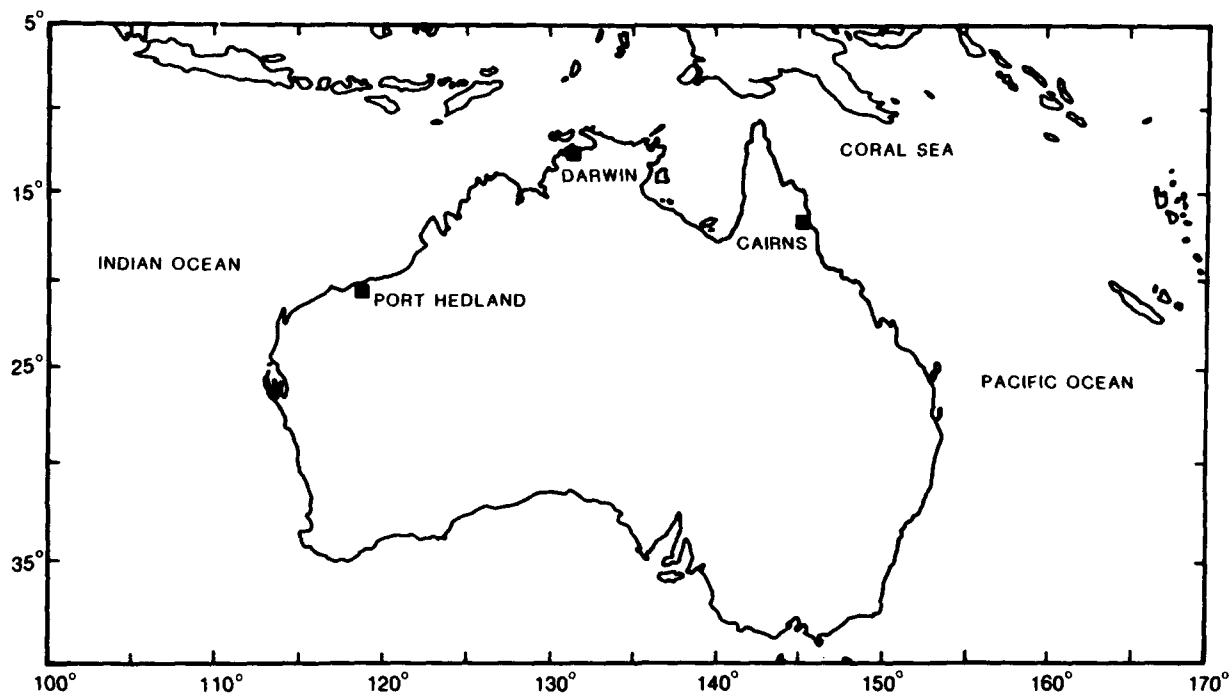 5°
CORAL SEA
DARWIN
15°
CAIRNS
INDIAN OCEAN
PORT HEDLAND
25°
PACIFIC OCEAN
35°
100° 110° 120° 130° 140° 150° 160° 170°